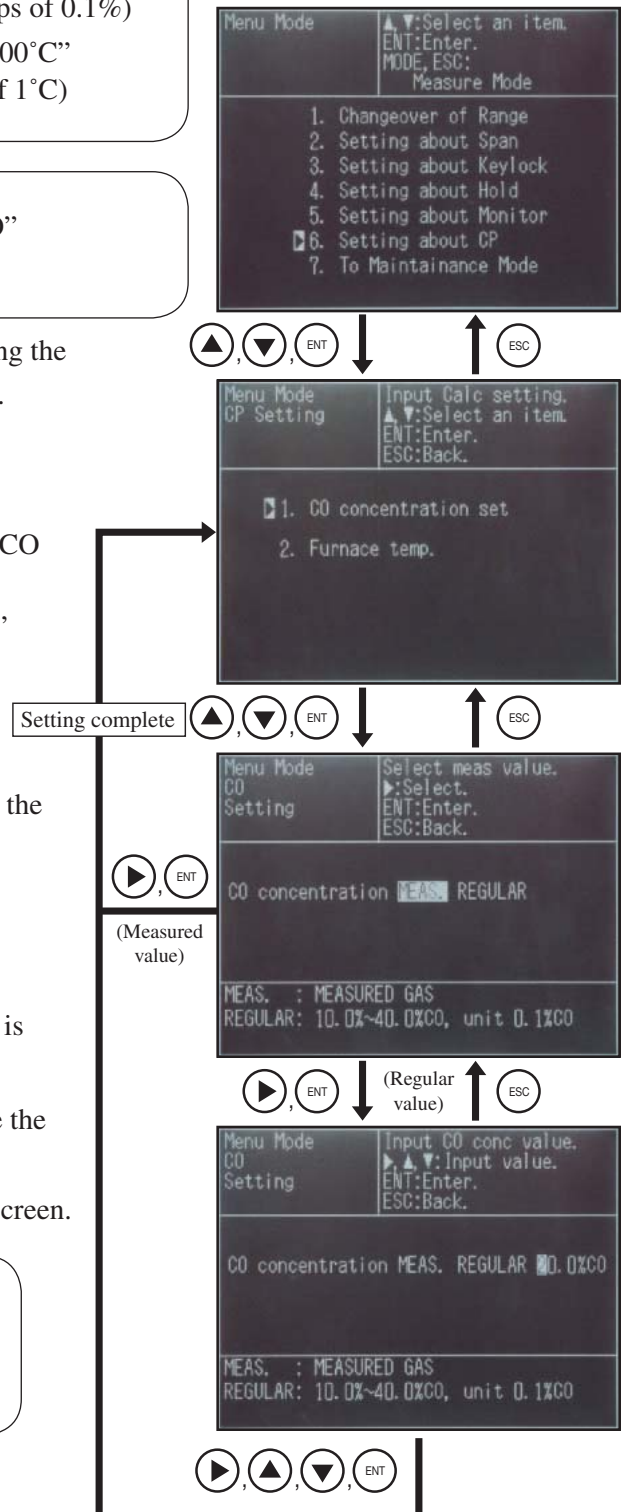 ps of 0.1%)
00˚C”
f 1˚C)
”
ng the
.
CO
,
the
is
e the
creen.
Menu Mode
▲,▼:Select an item.
ENT:Enter.
MODE,ESC:
Measure Mode
1. Changeover of Range
2. Setting about Span
3. Setting about Keylock
4. Setting about Hold
5. Setting about Monitor
6. Setting about CP
7. To Maintainance Mode
▲,▼,ENT
ESC
Menu Mode
CP Setting
Input Calc setting.
▲,▼:Select an item.
ENT:Enter.
ESC:Back.
1. CO concentration set
2. Furnace temp.
Setting complete
▲,▼,ENT
ESC
Menu Mode
CO
Setting
Select meas value.
▶:Select.
ENT:Enter.
ESC:Back.
CO concentration MEAS. REGULAR
MEAS. : MEASURED GAS
REGULAR: 10.0%~40.0%CO, unit 0.1%CO
▶,ENT
(Measured
value)
▶,ENT
(Regular
value)
ESC
Menu Mode
CO
Setting
Input CO conc value.
▶,▲,▼:Input value.
ENT:Enter.
ESC:Back.
CO concentration MEAS. REGULAR 0.0%CO
MEAS. : MEASURED GAS
REGULAR: 10.0%~40.0%CO, unit 0.1%CO
▶,▲,▼,ENT